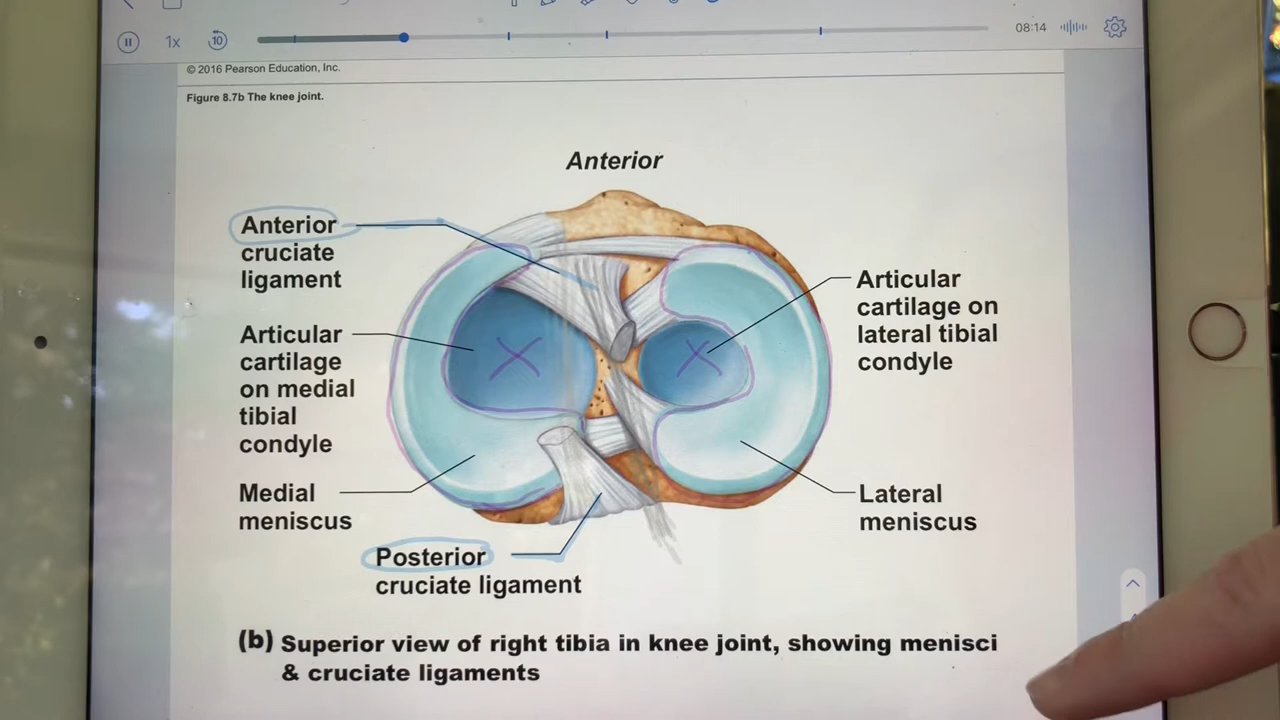 1x
10
08:14
© 2016 Pearson Education, Inc.
Figure 8.7b The knee joint.
Anterior
Anterior
cruciate
ligament
Articular
cartilage
on medial
tibial
condyle
Medial
meniscus
Posterior
cruciate ligament
Articular
cartilage on
lateral tibial
condyle
Lateral
meniscus
(b) Superior view of right tibia in knee joint, showing menisci
& cruciate ligaments